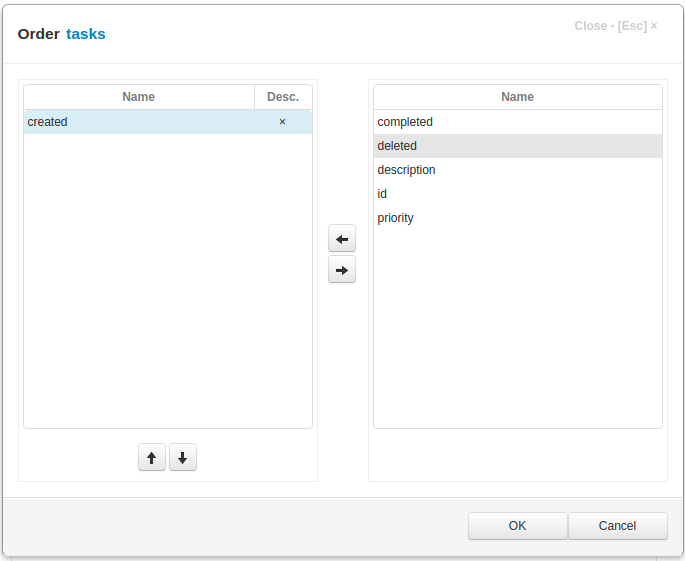 Order tasks
Close - [Esc] ×
Name Desc.
created ×
Name
completed
deleted
description
id
priority
OK Cancel